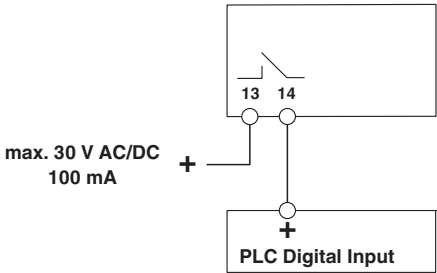 13 14
max. 30 V AC/DC
100 mA
+
+
PLC Digital Input